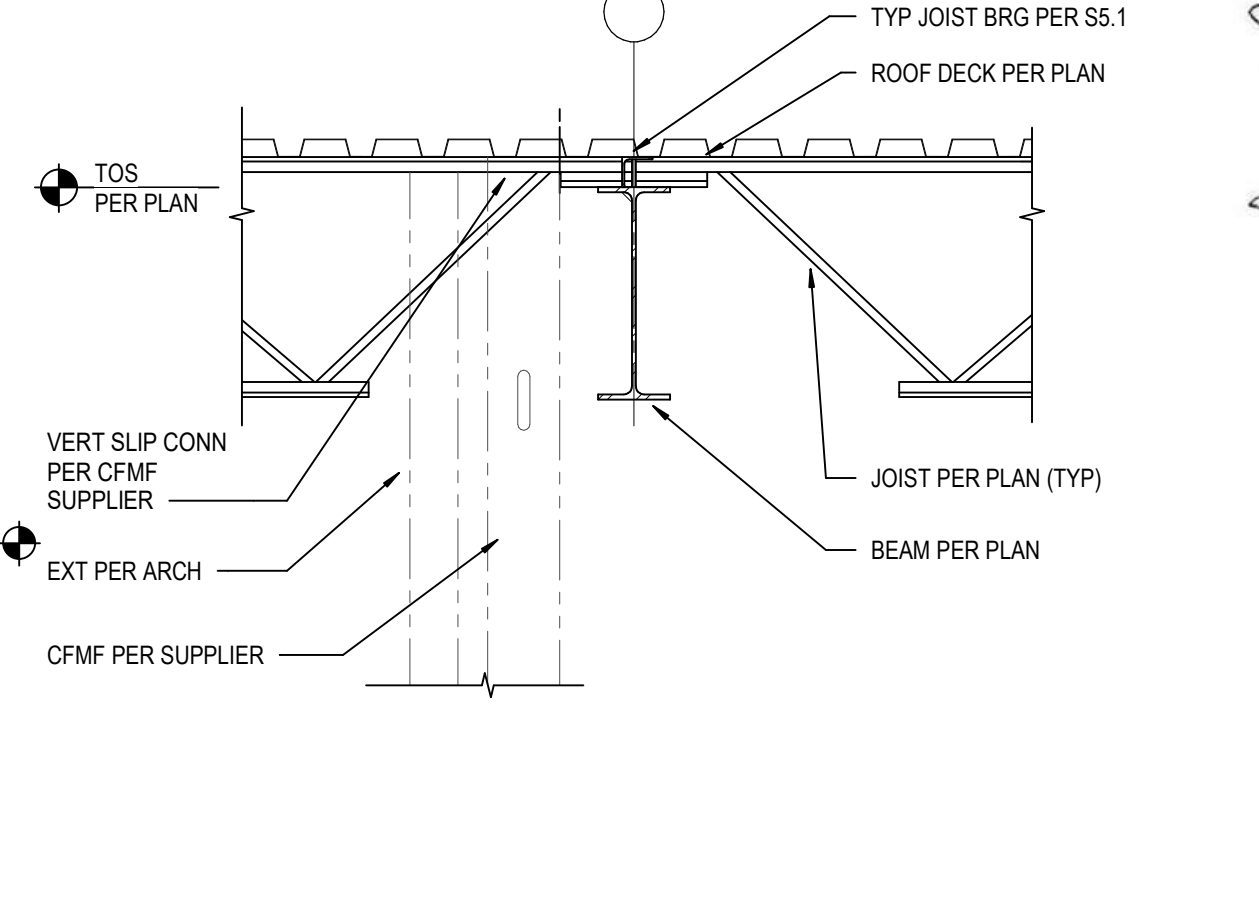 TYP JOIST BRG PER S5.1
ROOF DECK PER PLAN
TOS
PER PLAN
VERT SLIP CONN
PER CFMF
SUPPLIER
JOIST PER PLAN (TYP)
BEAM PER PLAN
EXT PER ARCH
CFMF PER SUPPLIER